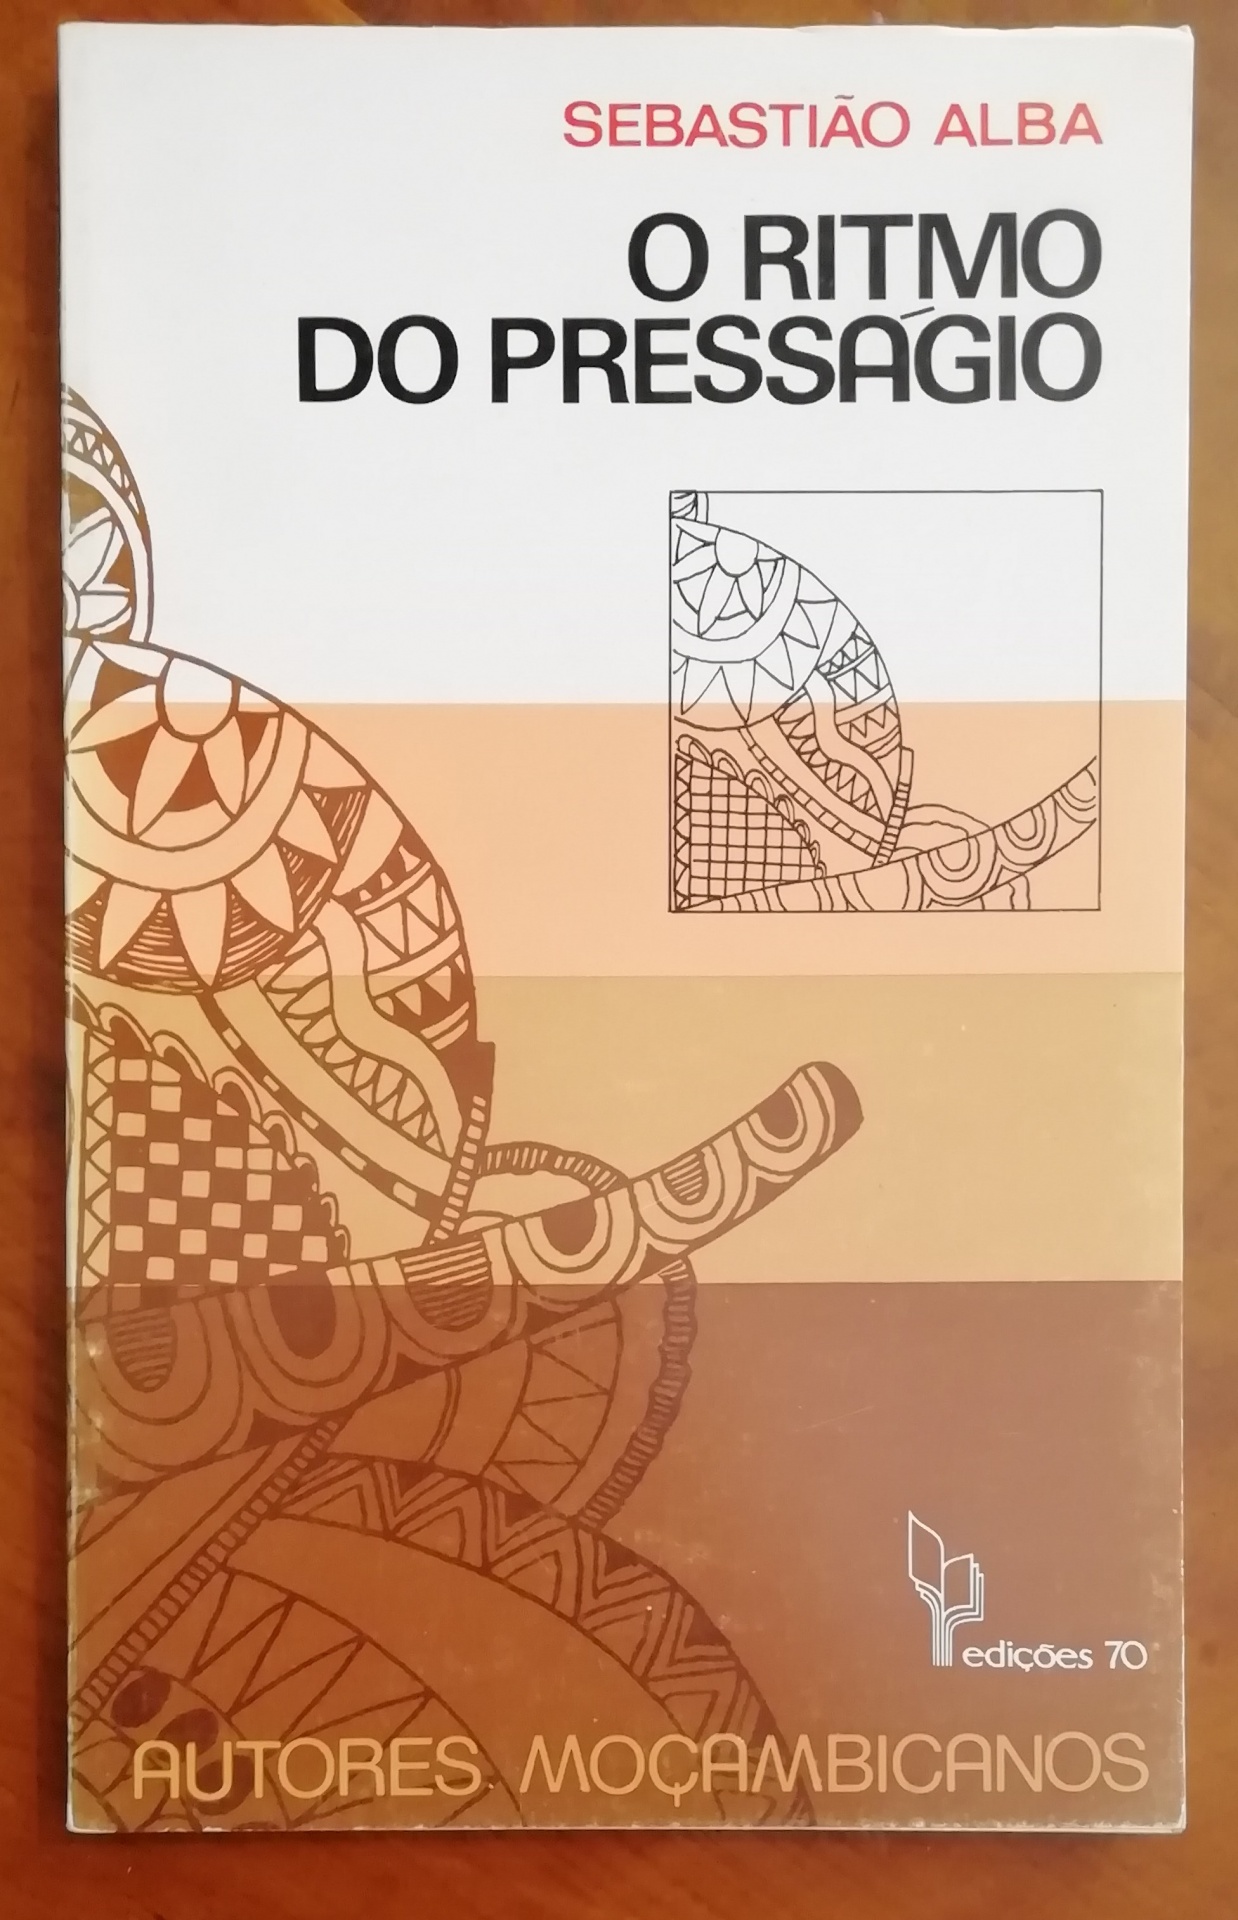 SEBASTIÃO ALBA
O RITMO
DO PRESSÁGIO
edições 70
AUTORES MOÇAMBICANOS